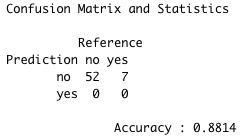 Confusion Matrix and Statistics
Reference
Prediction no yes
no 52 7
yes 0 0
Accuracy : 0.8814